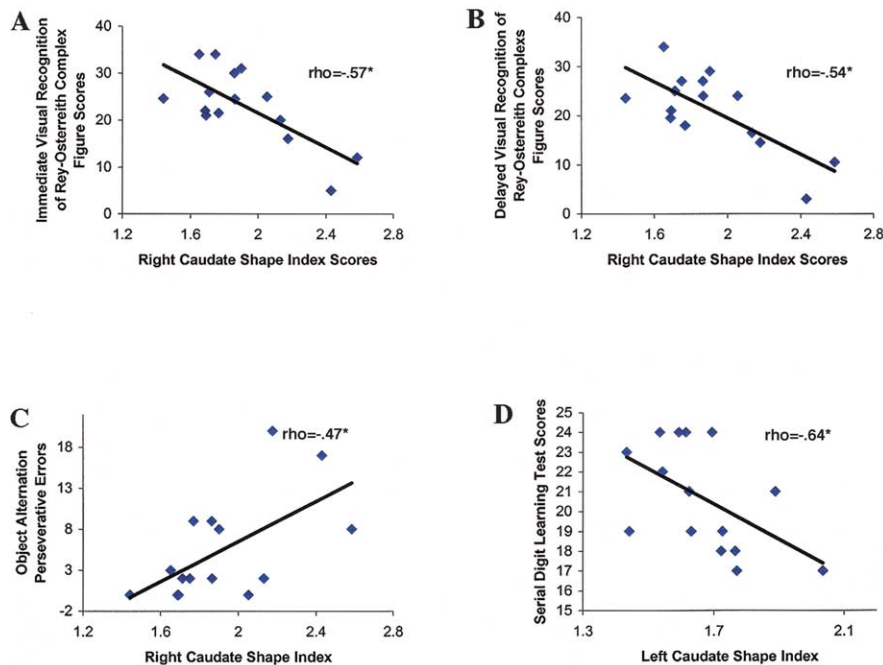 A
Immediate Visual Recognition
of Rey-Osterreith Complex
Figure Scores
40
30
20
10
0
rho=-.57*
1.2 1.6 2 2.4 2.8
Right Caudate Shape Index Scores
B
Delayed Visual Recognition of
Rey-Osterreith Complexs
Figure Scores
40
30
20
10
0
rho=-.54*
1.2 1.6 2 2.4 2.8
Right Caudate Shape Index Scores
C
Object Alternation
Perseverative Errors
18
13
8
3
-2
rho=-.47*
1.2 1.6 2 2.4 2.8
Right Caudate Shape Index
D
Serial Digit Learning Test Scores
25
24
23
22
21
20
19
18
17
16
15
rho=-.64*
1.3 1.7 2.1
Left Caudate Shape Index